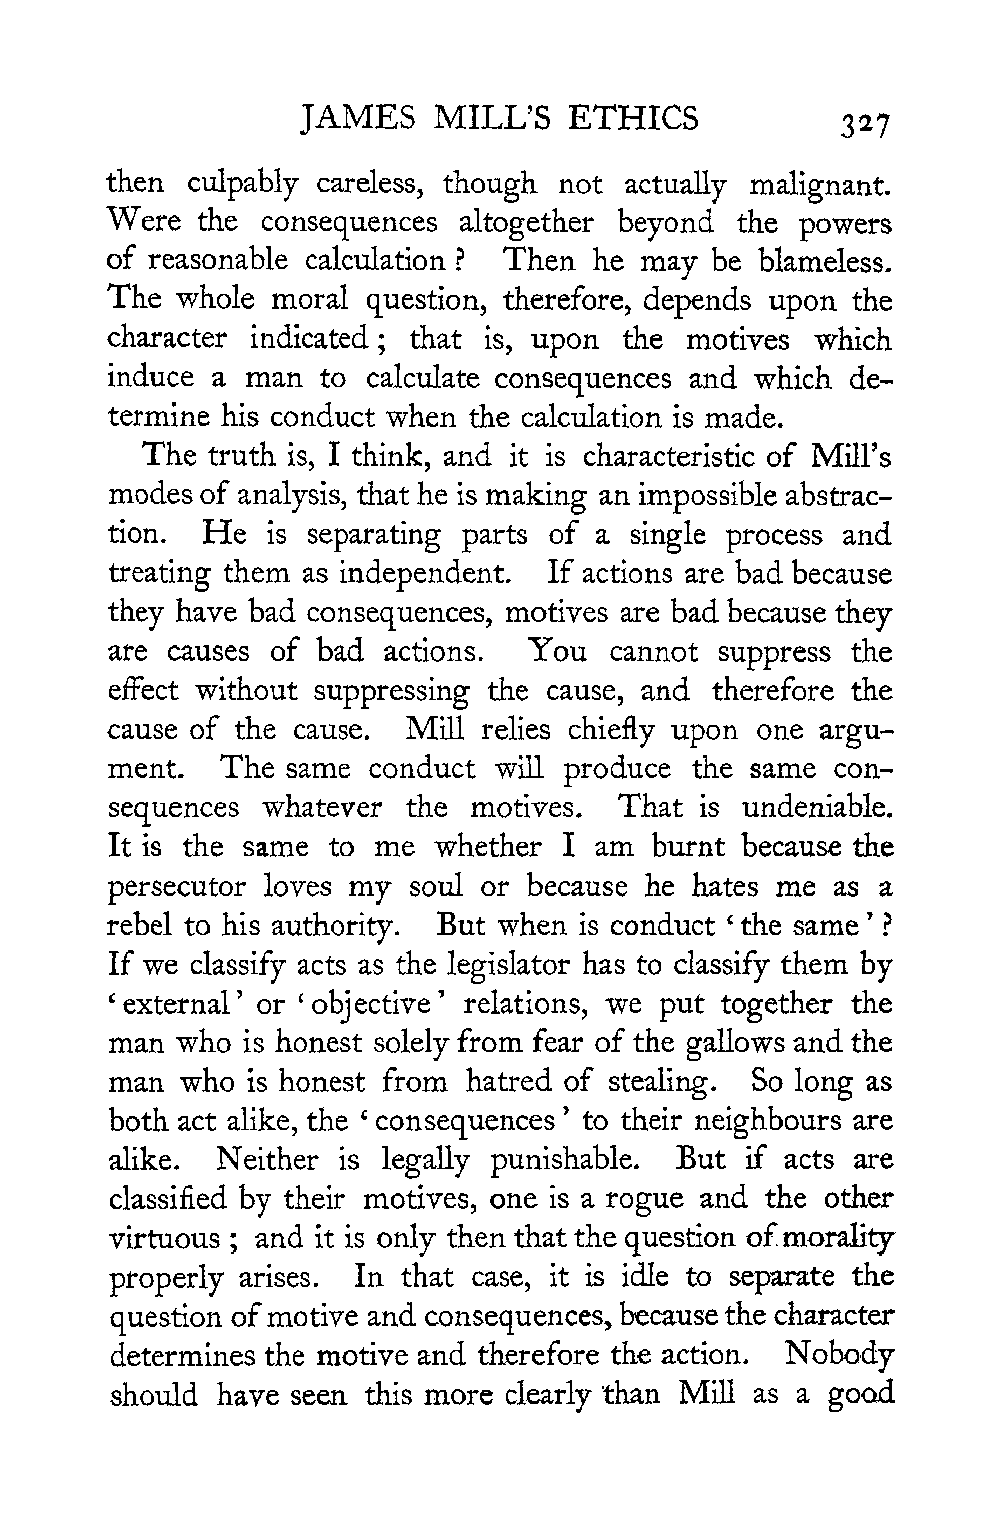 JAMES MILL'S ETHICS 327
then culpably careless, though not actually malignant.
Were the consequences altogether beyond the powers
of reasonable calculation ? Then he may be blameless.
The whole moral question, therefore, depends upon the
character indicated ; that is, upon the motives which
induce a man to calculate consequences and which de-
termine his conduct when the calculation is made.
The truth is, I think, and it is characteristic of Mill's
modes of analysis, that he is making an impossible abstrac-
tion. He is separating parts of a single process and
treating them as independent. If actions are bad because
they have bad consequences, motives are bad because they
are causes of bad actions. You cannot suppress the
effect without suppressing the cause, and therefore the
cause of the cause. Mill relies chiefly upon one argu-
ment. The same conduct will produce the same con-
sequences whatever the motives. That is undeniable.
It is the same to me whether I am burnt because the
persecutor loves my soul or because he hates me as a
rebel to his authority. But when is conduct ‘ the same ’ ?
If we classify acts as the legislator has to classify them by
‘ external ’ or ‘ objective ’ relations, we put together the
man who is honest solely from fear of the gallows and the
man who is honest from hatred of stealing. So long as
both act alike, the ‘ consequences ’ to their neighbours are
alike. Neither is legally punishable. But if acts are
classified by their motives, one is a rogue and the other
virtuous ; and it is only then that the question of morality
properly arises. In that case, it is idle to separate the
question of motive and consequences, because the character
determines the motive and therefore the action. Nobody
should have seen this more clearly than Mill as a good